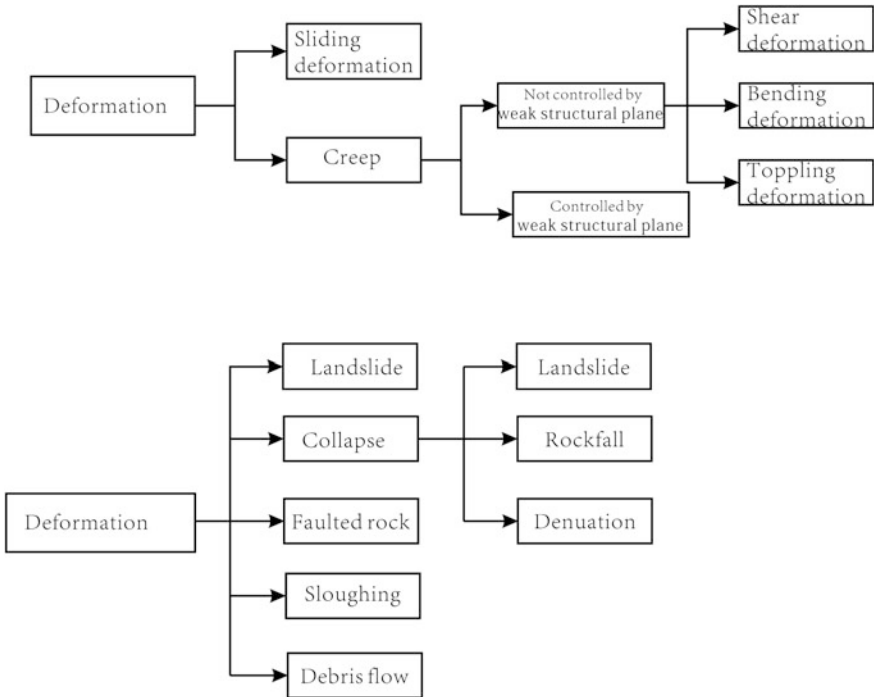 Sliding
deformation
Shear
deformation
Deformation
Not controlled by
weak structural plane
Bending
deformation
Creep
Toppling
deformation
Controlled by
weak structural plane
Landslide
Landslide
Collapse
Rockfall
Deformation
Faulted rock
Denuation
Sloughing
Debris flow